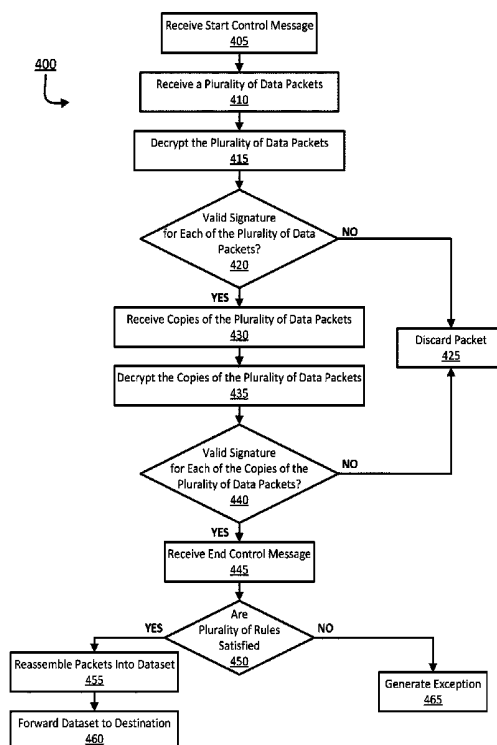 Receive Start Control Message
405
400
Receive a Plurality of Data Packets
410
Decrypt the Plurality of Data Packets
415
Valid Signature
for Each of the Plurality of Data
Packets?
420
NO
YES
Receive Copies of the Plurality of Data Packets
430
Discard Packet
425
Decrypt the Copies of the Plurality of Data Packets
435
Valid Signature
for Each of the Copies of the
Plurality of Data Packets?
440
NO
YES
Receive End Control Message
445
Are
Plurality of Rules
Satisfied
450
YES
NO
Reassemble Packets Into Dataset
455
Generate Exception
465
Forward Dataset to Destination
460